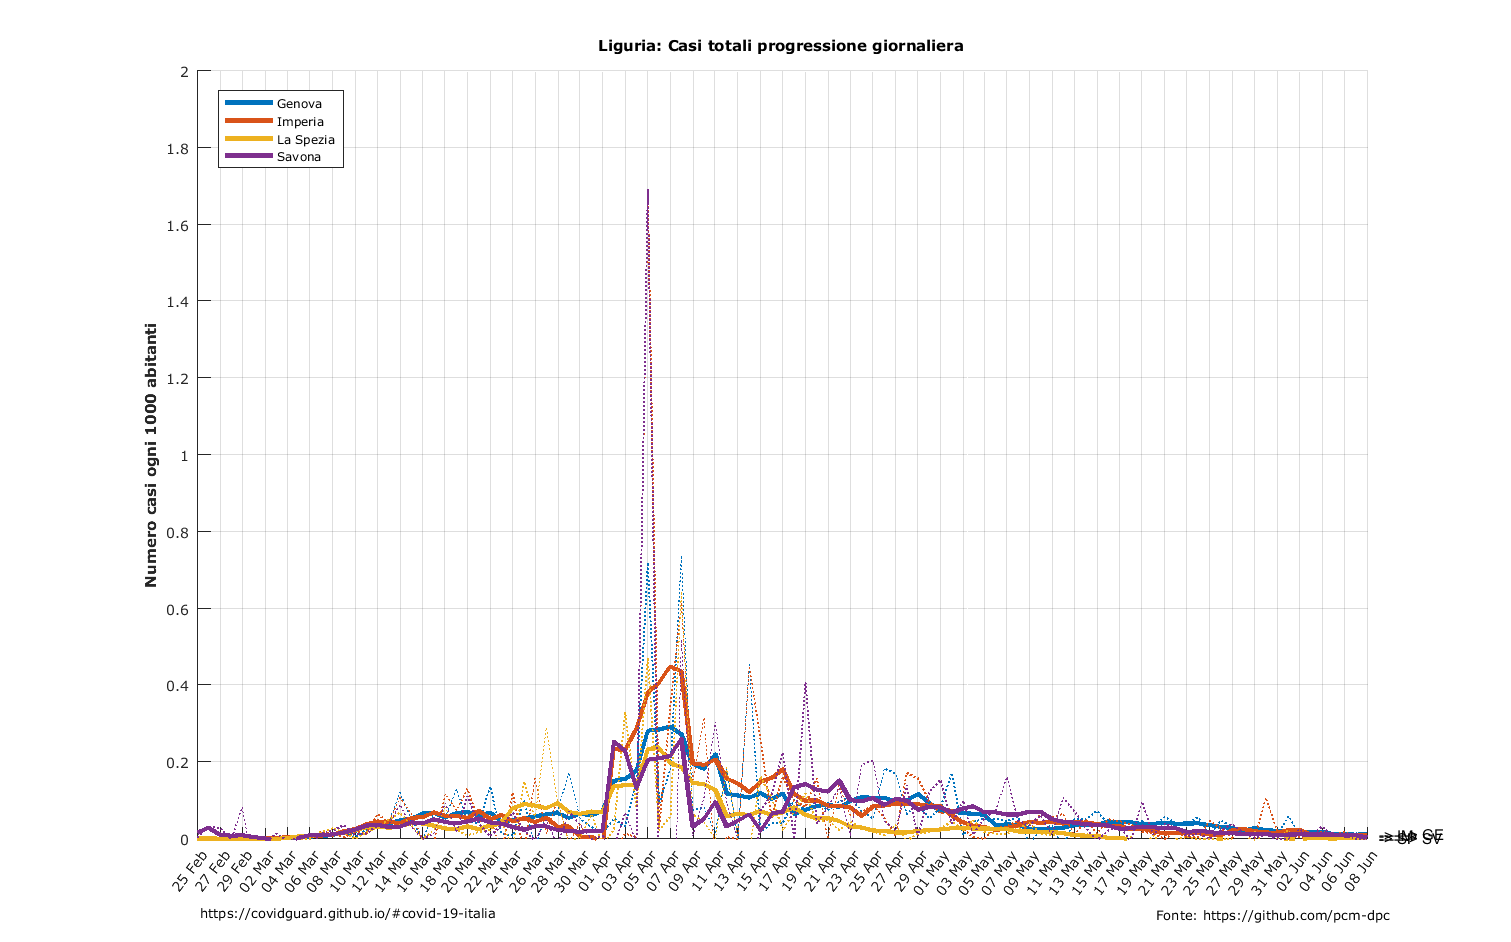 Liguria: Casi totali progressione giornaliera
Numero casi ogni 1000 abitanti
2
1.8
1.6
1.4
1.2
1
0.8
0.6
0.4
0.2
0
Genova
Imperia
La Spezia
Savona
25 Feb
27 Feb
29 Feb
02 Mar
04 Mar
06 Mar
08 Mar
10 Mar
12 Mar
14 Mar
16 Mar
18 Mar
20 Mar
22 Mar
24 Mar
26 Mar
28 Mar
30 Mar
01 Apr
03 Apr
05 Apr
07 Apr
09 Apr
11 Apr
13 Apr
15 Apr
17 Apr
19 Apr
21 Apr
23 Apr
25 Apr
27 Apr
29 Apr
01 May
03 May
05 May
07 May
09 May
11 May
13 May
15 May
17 May
19 May
21 May
23 May
25 May
27 May
29 May
31 May
02 Jun
04 Jun
06 Jun
08 Jun
GE
SP SV
https://covidguard.github.io/#covid-19-italia
Fonte: https://github.com/pcm-dpc